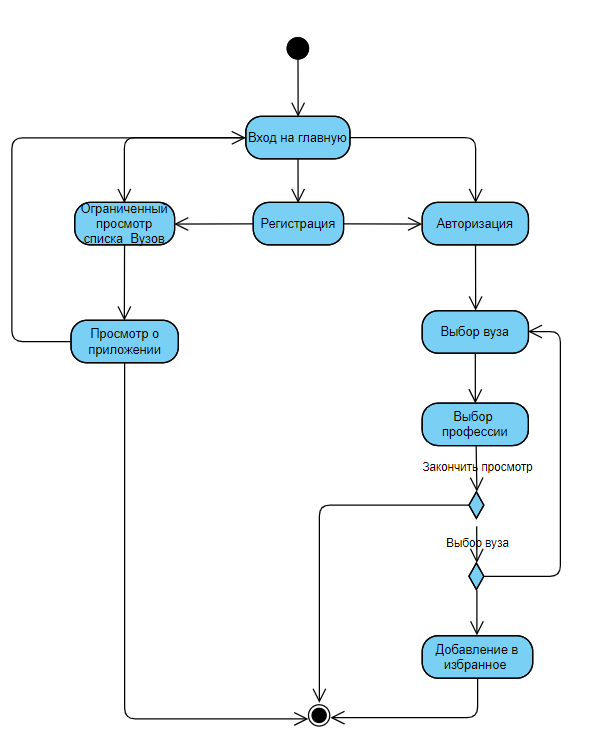 Вход на главную
Ограниченный
просмотр
списка Вузов
Регистрация
Авторизация
Просмотр о
приложении
Выбор вуза
Выбор
профессии
Закончить просмотр
Выбор вуза
Добавление в
избранное